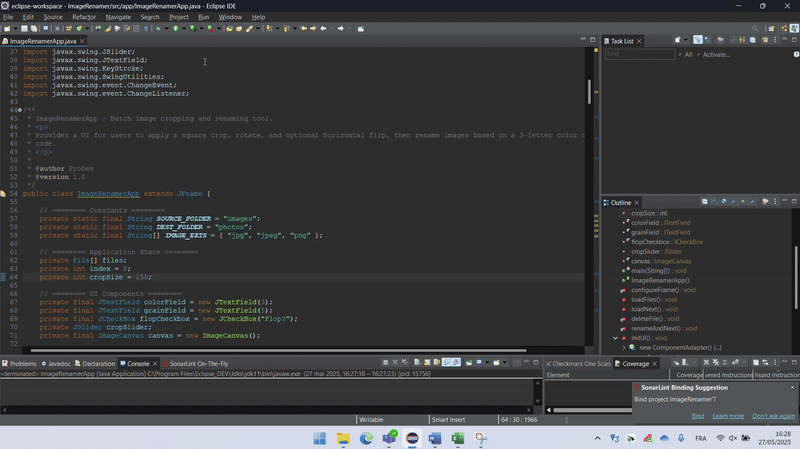 eclipse-workspace - ImageRenamer/src/app/ImageRenamerApp.java - Eclipse IDE
File Edit Source Refactor Navigate Search Project Run Window Help
ImageRenamerApp.java
37 import javax.swing.JSlider;
38 import javax.swing.JTextField;
39 import javax.swing.KeyStroke;
40 import javax.swing.SwingUtilities;
41 import javax.swing.event.ChangeEvent;
42 import javax.swing.event.ChangeListener;
43
44 /**
45 * ImageRenamerApp - Batch image cropping and renaming tool.
46 * <p>
47 * Provides a UI for users to apply a square crop, rotate, and optional horizontal flip, then rename images based on a 3-letter color c
48 * code.
49 * </p>
50 *
51 * @author ProDev
52 * @version 1.0
53 */
54 public class ImageRenamerApp extends JFrame {
55
56 // ======== Constants ========
57 private static final String SOURCE_FOLDER = "images";
58 private static final String DEST_FOLDER = "photos";
59 private static final String[] IMAGE_EXTS = { "jpg", "jpeg", "png" };
60
61 // ======== Application State ========
62 private File[] files;
63 private int index = 0;
64 private int cropSize = 150;
65
66 // ======== UI Components ========
67 private final JTextField colorField = new JTextField(3);
68 private final JTextField grainField = new JTextField(5);
69 private final JCheckBox flopCheckbox = new JCheckBox("Flop?");
70 private JSlider cropSlider;
71 private final ImageCanvas canvas = new ImageCanvas();
72
Task List
Find All Activate...
Outline
cropSize : int
colorField : JTextField
grainField : JTextField
flopCheckbox : JCheckBox
cropSlider : JSlider
canvas : ImageCanvas
main(String[]) : void
ImageRenamerApp()
configureFrame() : void
loadFiles() : void
loadNext() : void
deleteFile() : void
renameAndNext() : void
initUI() : void
new ComponentAdapter() {...}
Problems Javadoc Declaration Console SonarLint On-The-Fly
<terminated> ImageRenamerApp [Java Application] C:\Program Files\Eclipse_DEV\Jdks\jdk11\bin\javaw.exe (27 mai 2025, 16:27:18 – 16:27:23) [pid: 15756]
Checkmarx One Scan Coverage
Element Coverage vered Instructions issed Instructions
SonarLint Binding Suggestion
Bind project 'ImageRenamer'?
Bind Learn more Don't ask again
Writable Smart Insert 64 : 30 : 1966
FRA
16:28
27/05/2025